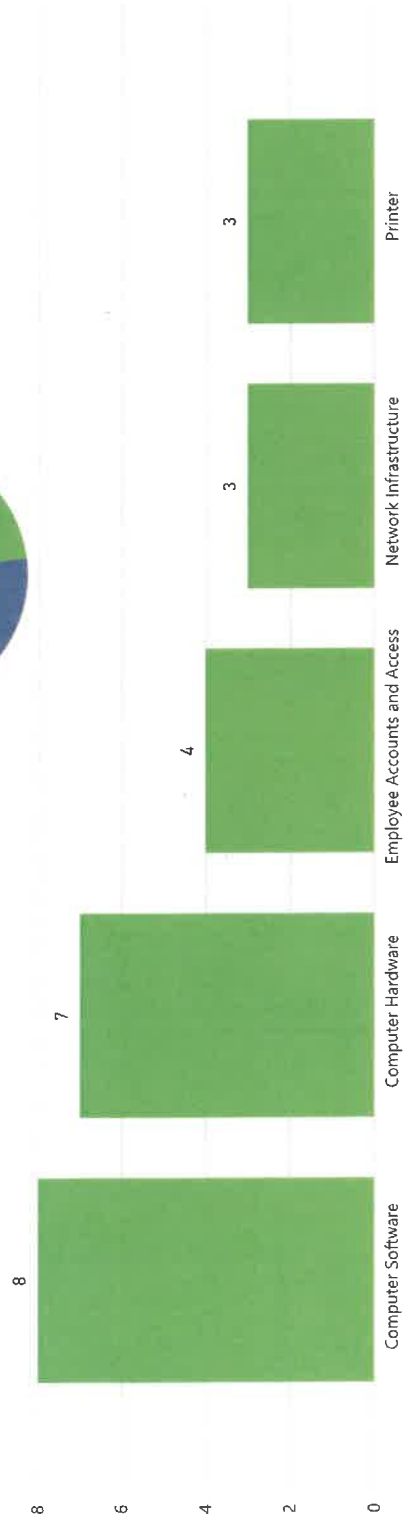 8
6
4
2
0
8
7
4
3
3
Computer Software
Computer Hardware
Employee Accounts and Access
Network Infrastructure
Printer